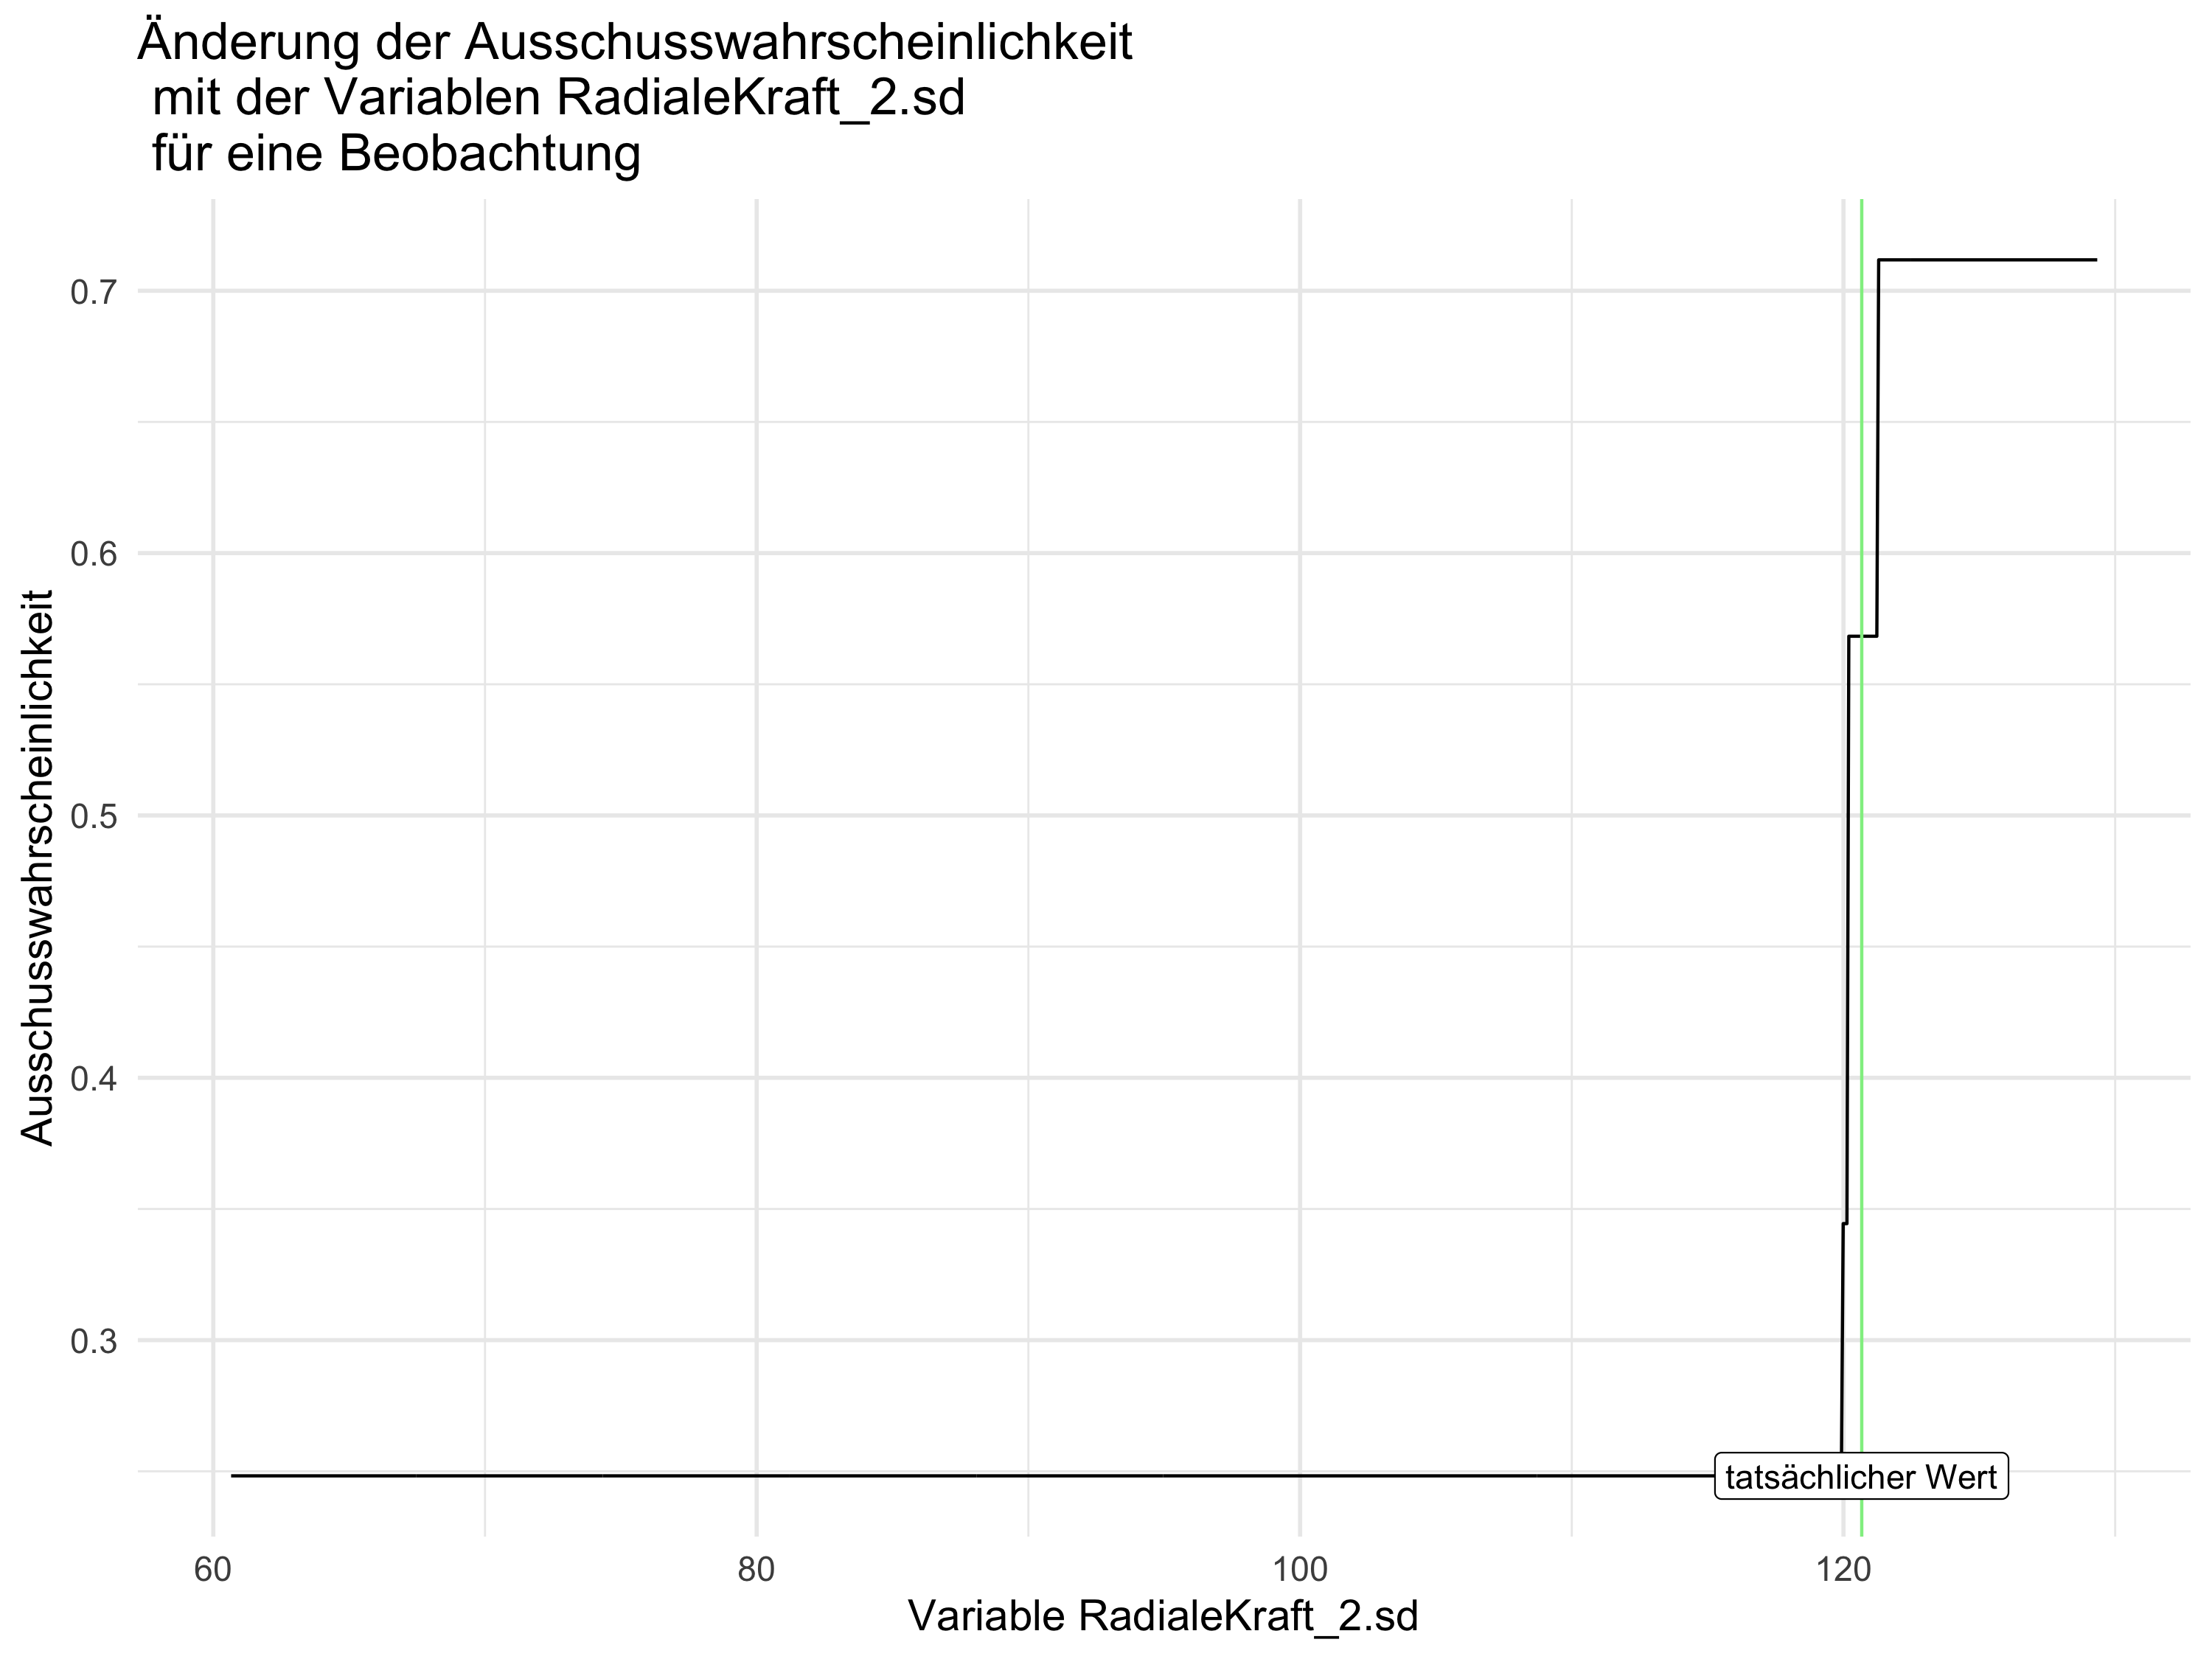 Änderung der Ausschusswahrscheinlichkeit
mit der Variablen RadialeKraft_2.sd
für eine Beobachtung
Ausschusswahrscheinlichkeit
0.7
0.6
0.5
0.4
0.3
tatsächlicher Wert
60
80
100
120
Variable RadialeKraft_2.sd